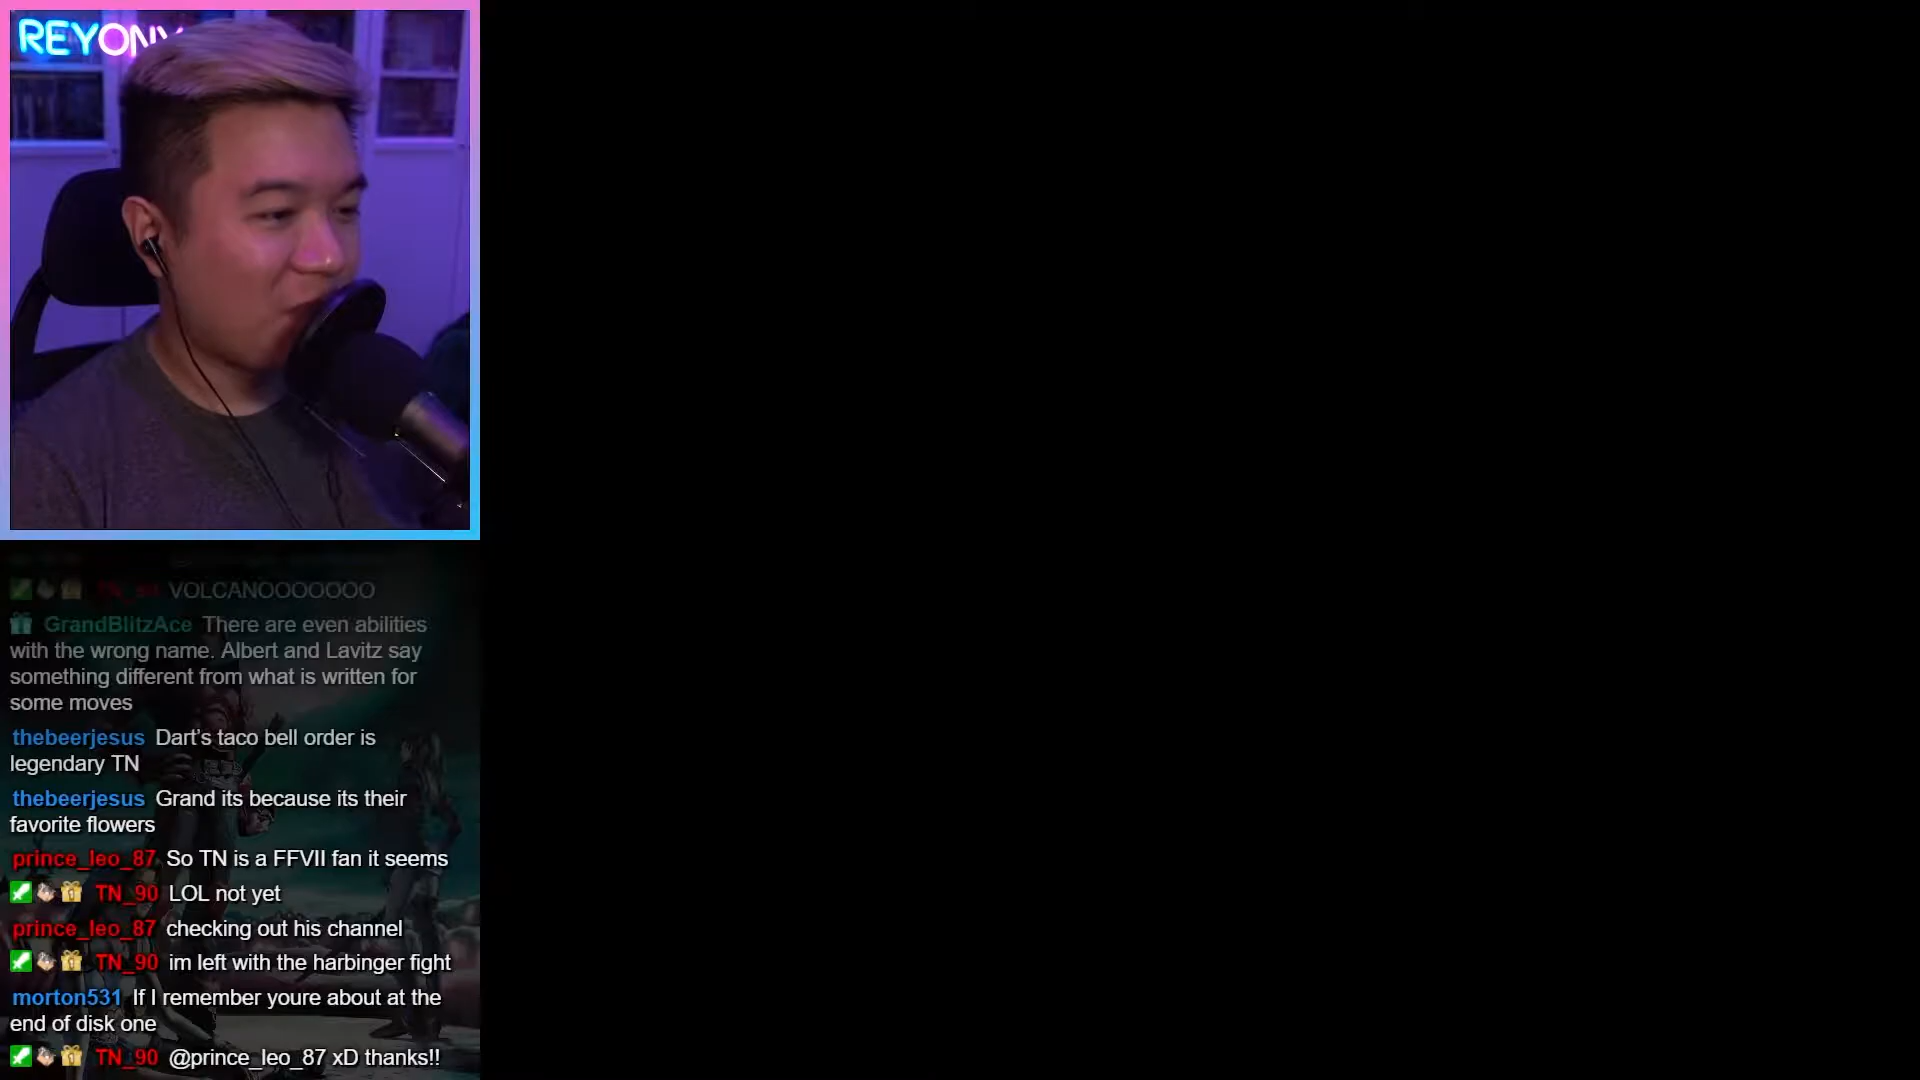 REYONY
VOLCANOOOOOOO
GrandBlitzAce There are even abilities
with the wrong name. Albert and Lavitz say
something different from what is written for
some moves
thebeerjesus Dart's taco bell order is
legendary TN
thebeerjesus Grand its because its their
favorite flowers
prince_leo_87 So TN is a FFVII fan it seems
TN_90 LOL not yet
prince_leo_87 checking out his channel
TN_90 im left with the harbinger fight
morton531 If I remember youre about at the
end of disk one
TN_90 @prince_leo_87 xD thanks!!